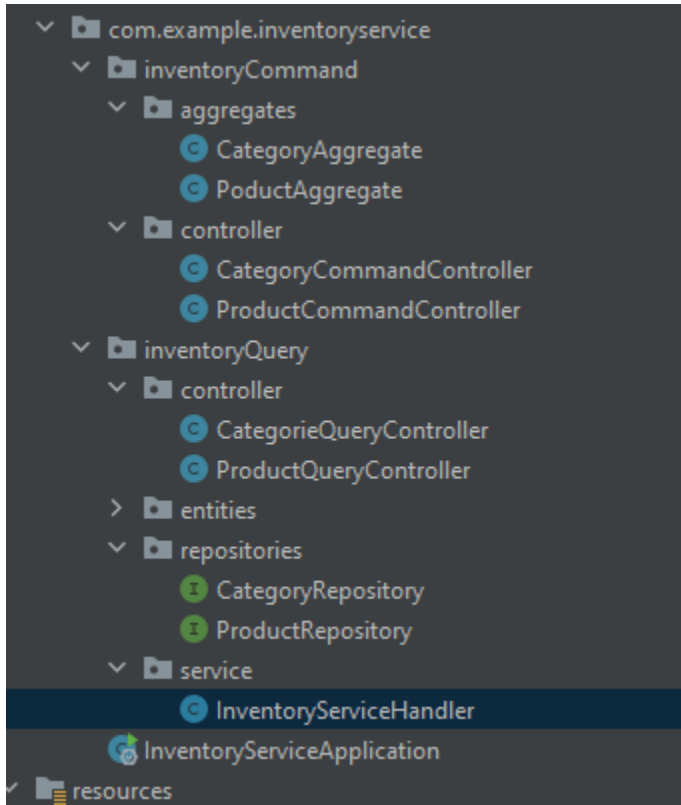 com.example.inventoryservice
inventoryCommand
aggregates
C CategoryAggregate
C PoductAggregate
controller
C CategoryCommandController
C ProductCommandController
inventoryQuery
controller
C CategorieQueryController
C ProductQueryController
entities
repositories
I CategoryRepository
I ProductRepository
service
C InventoryServiceHandler
InventoryServiceApplication
resources